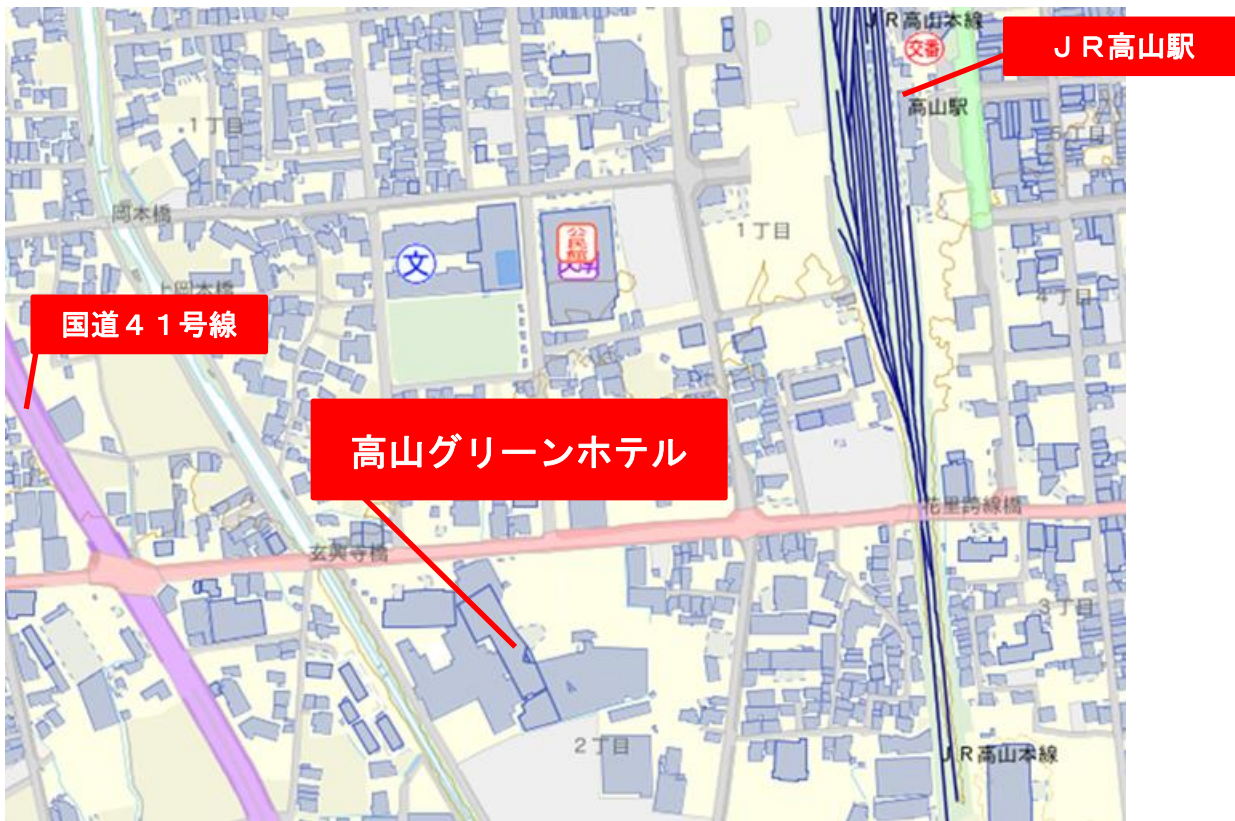 ＪＲ高山本線
交番
ＪＲ高山駅
高山駅
１丁目
５丁目
岡本橋
公民館
文
１丁目
上岡本橋
４丁目
国道４１号線
高山グリーンホテル
花里跨線橋
玄興寺橋
３丁目
２丁目
ＪＲ高山本線